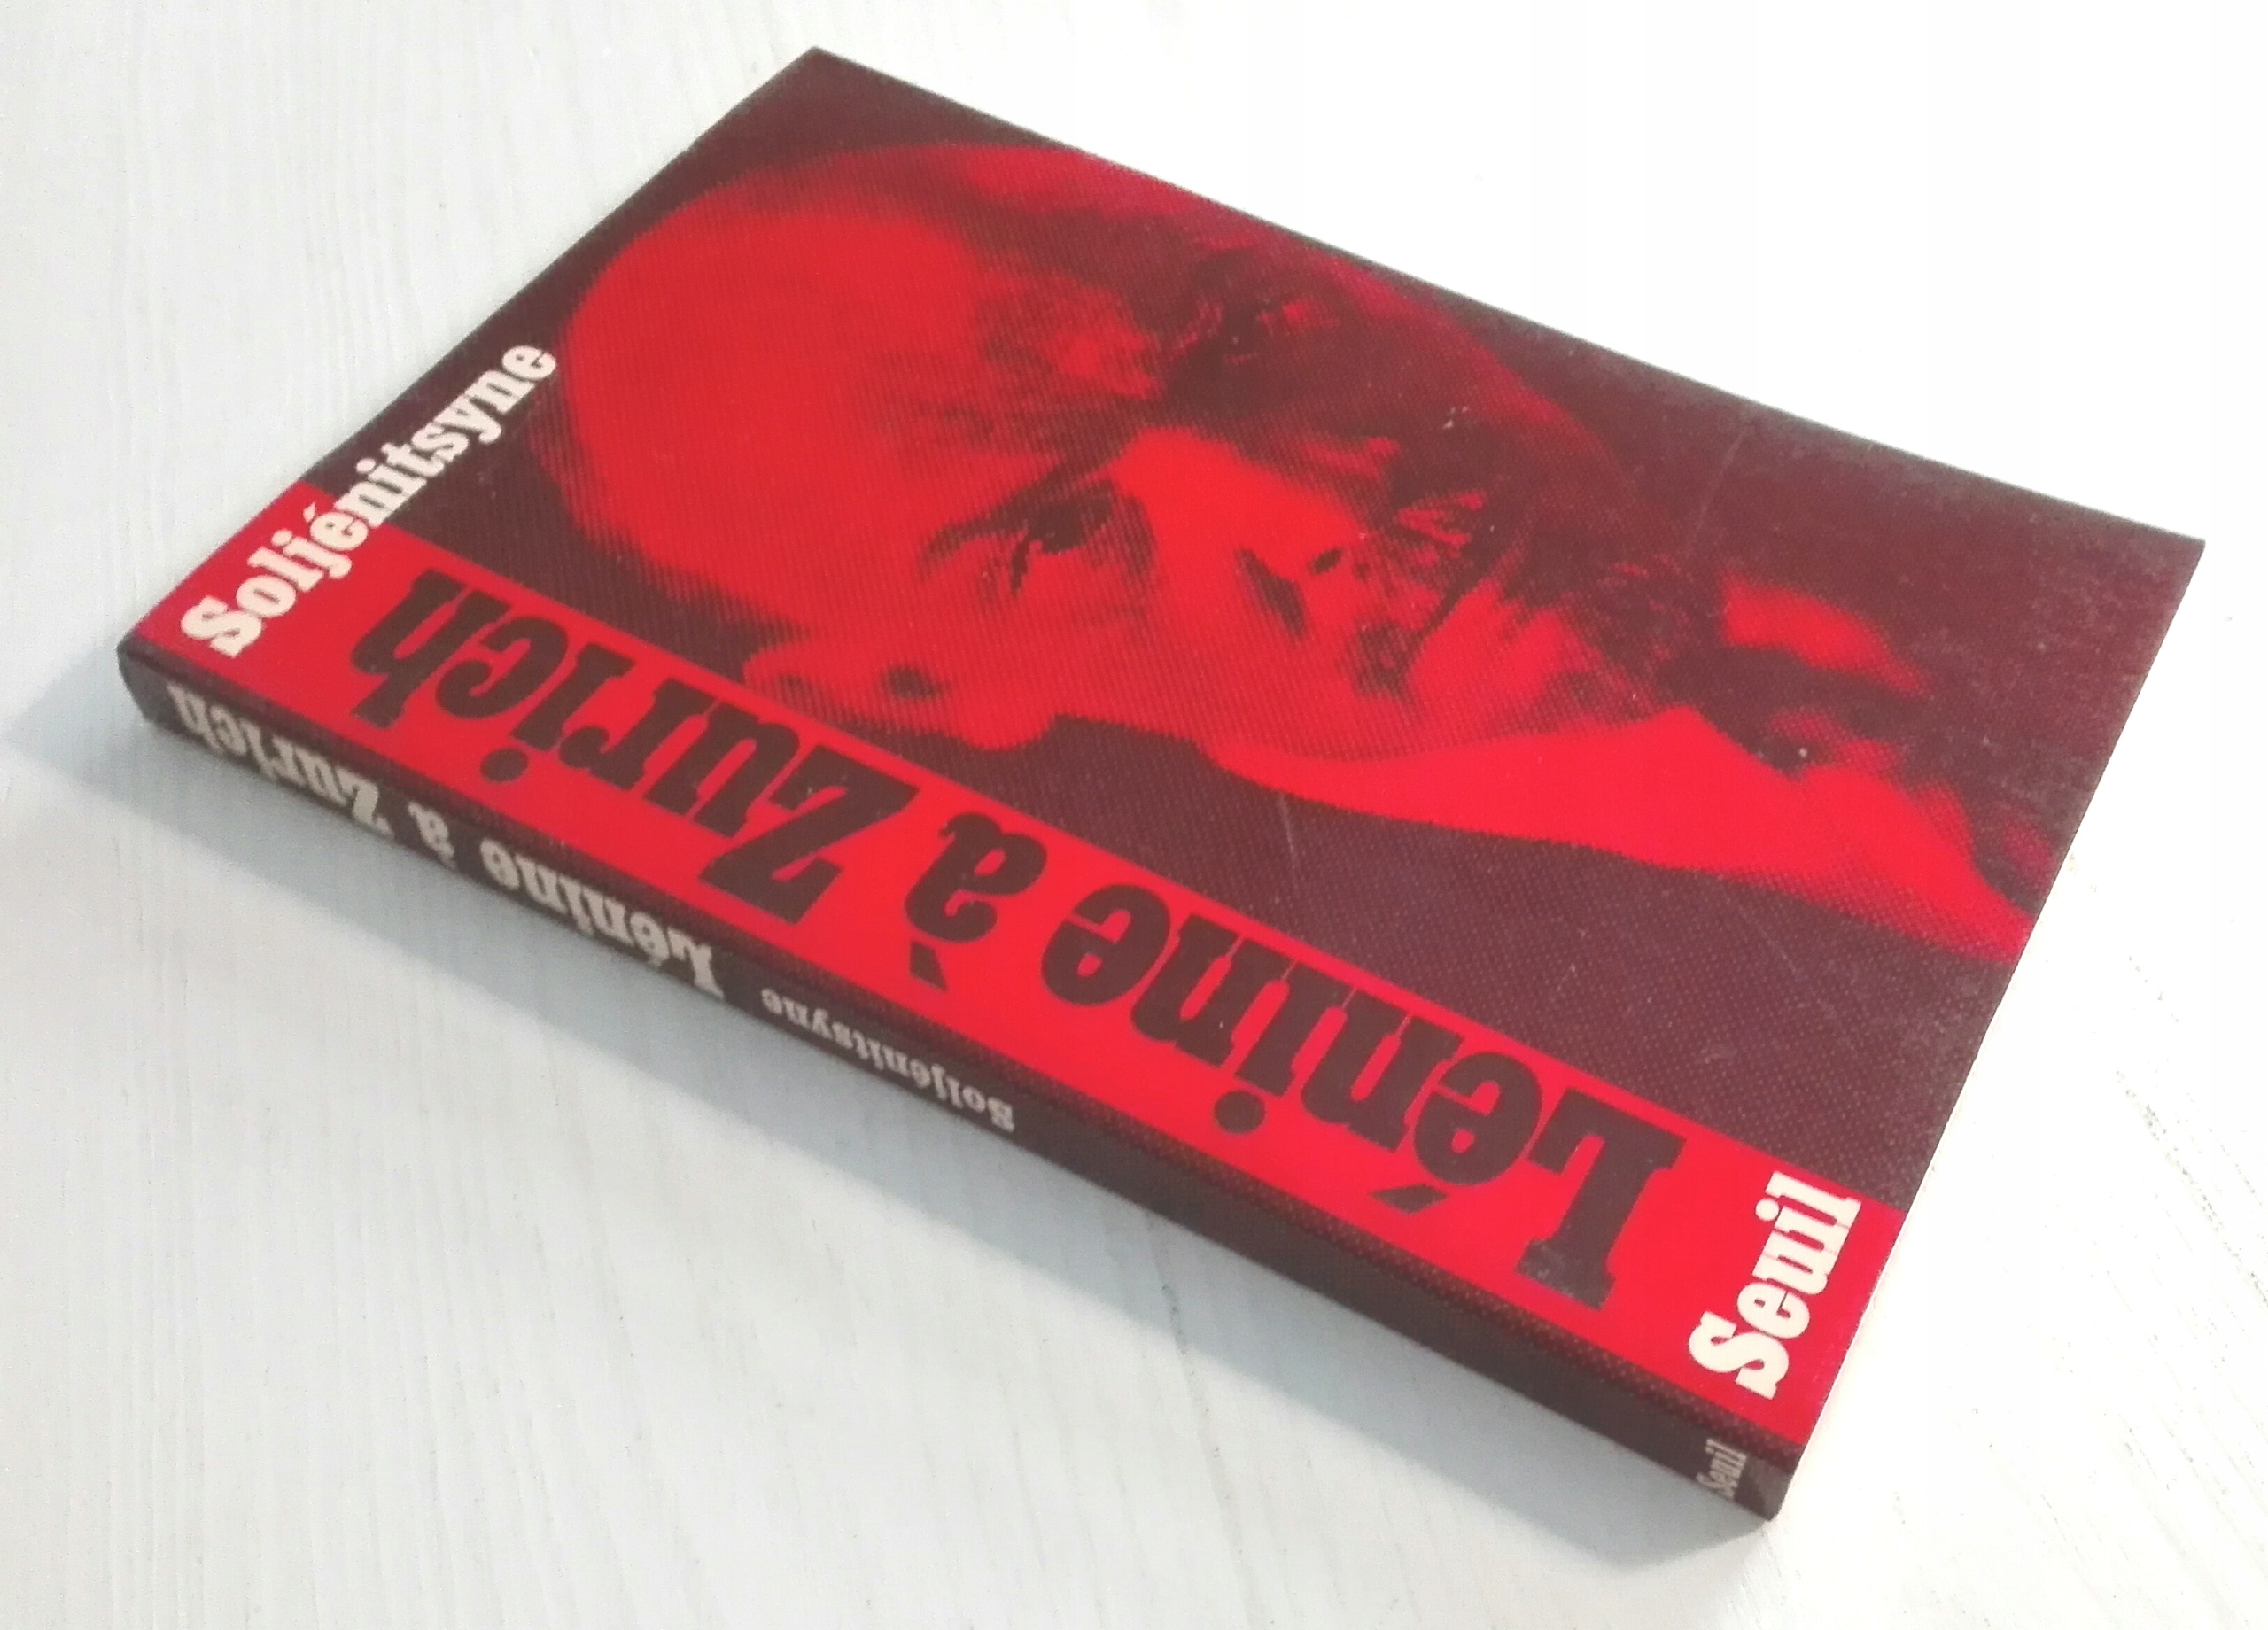 Soljénitsyne
Lénine à Zurich
Seuil
Soljénitsyne Lénine à Zurich
Seuil